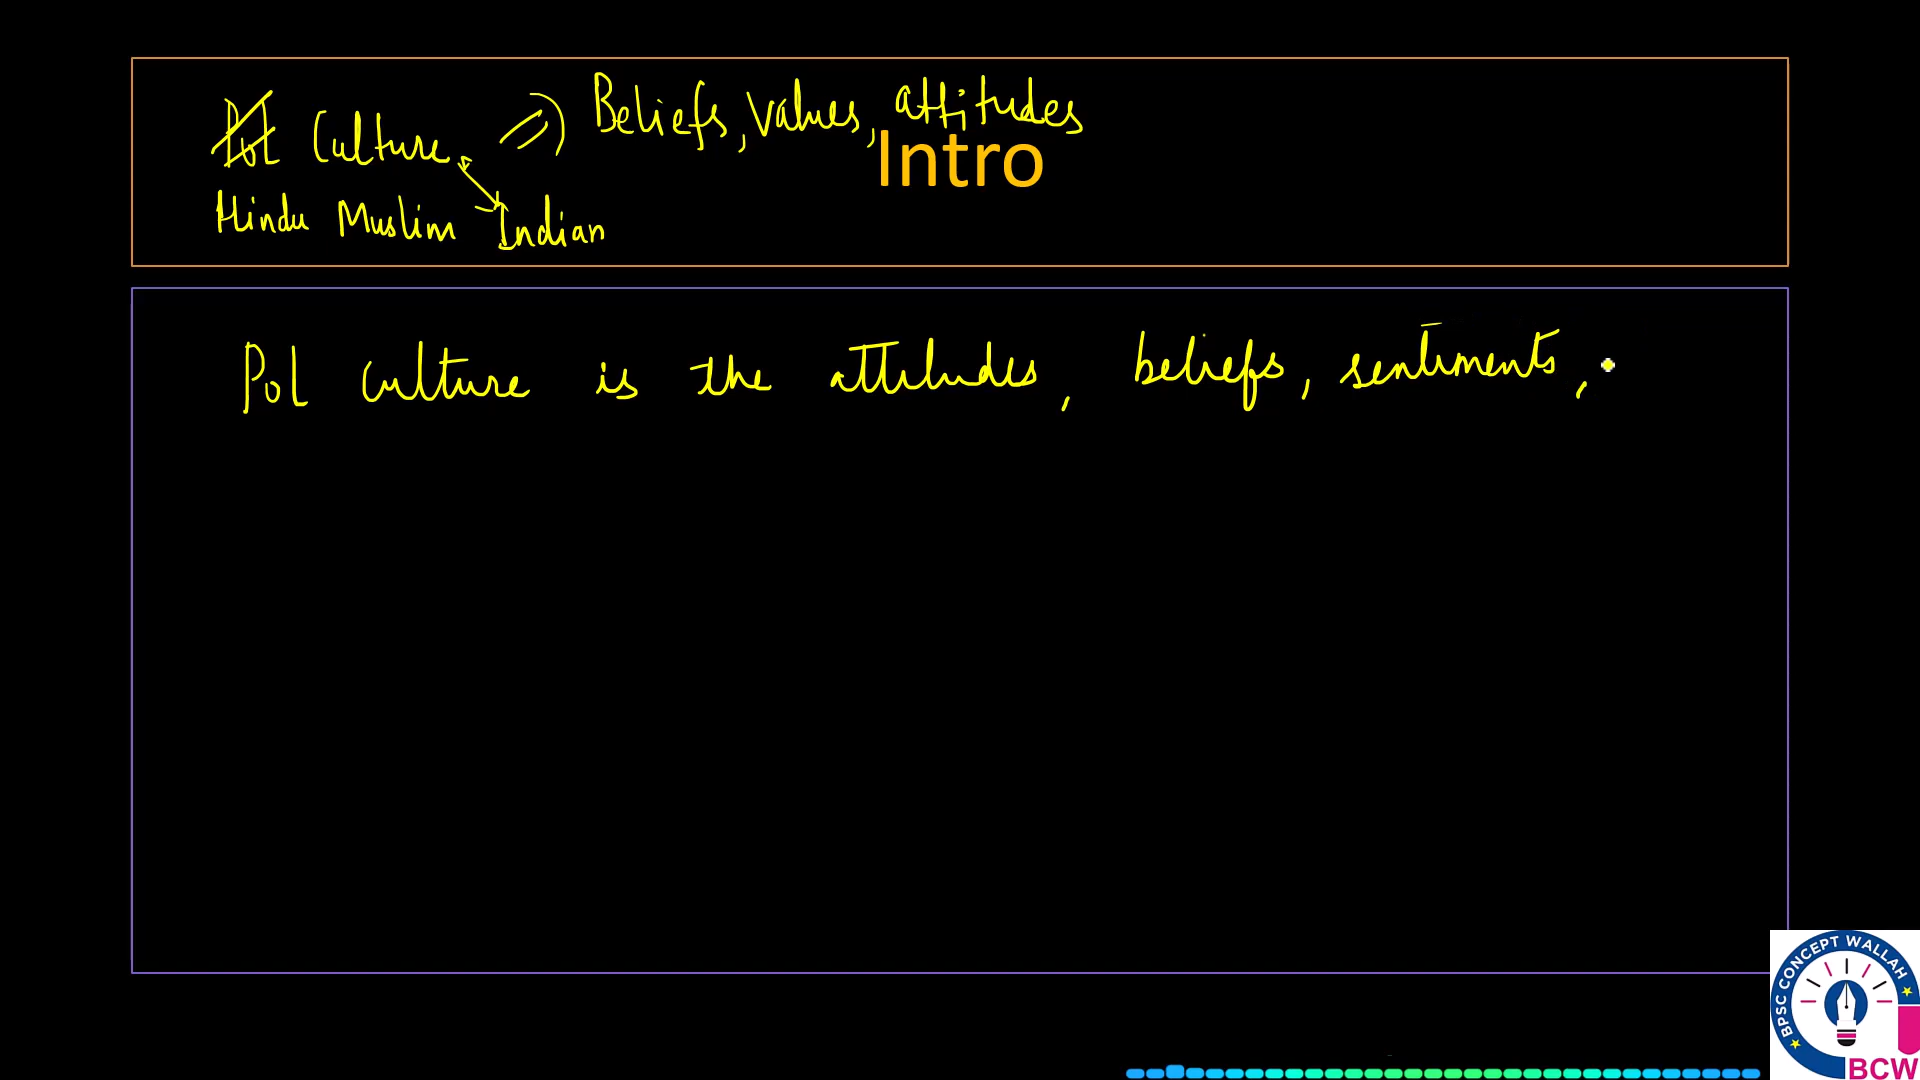 Pol Culture => Beliefs, Values, attitudes
Intro
Hindu Muslim Indian
Pol culture is the attitudes, beliefs, sentiments,
BPSC CONCEPT WALLAH
BCW